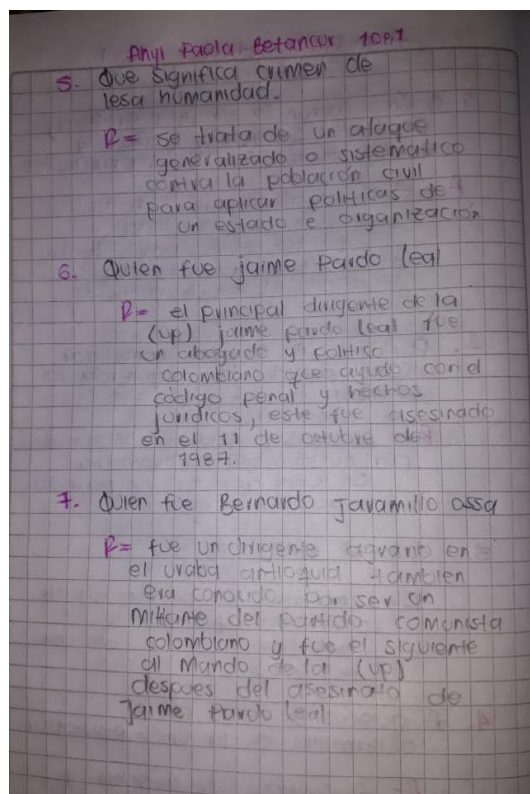 Anyi Paola Betancur 10B1
5. Que significa crimen de
lesa humanidad.
R= se trata de un ataque
generalizado o sistematico
contra la población civil
para aplicar politicas de
un estado e organización
6. Quien fue jaime Pardo Leal
R= el principal dirigente de la
(up) jaime pardo leal fue
un abogado y politico
colombiano que ayudo con el
código penal y hechos
juridicos, este fue asesinado
en el 11 de octubre de
1987.
7. Quien fue Bernardo Jaramillo ossa
R= fue un dirigente agrario en
el uraba antioquia tambien
era conocido por ser un
militante del partido comunista
colombiano y fue el siguiente
al mando de la (up)
despues del asesinato de
Jaime Pardo leal